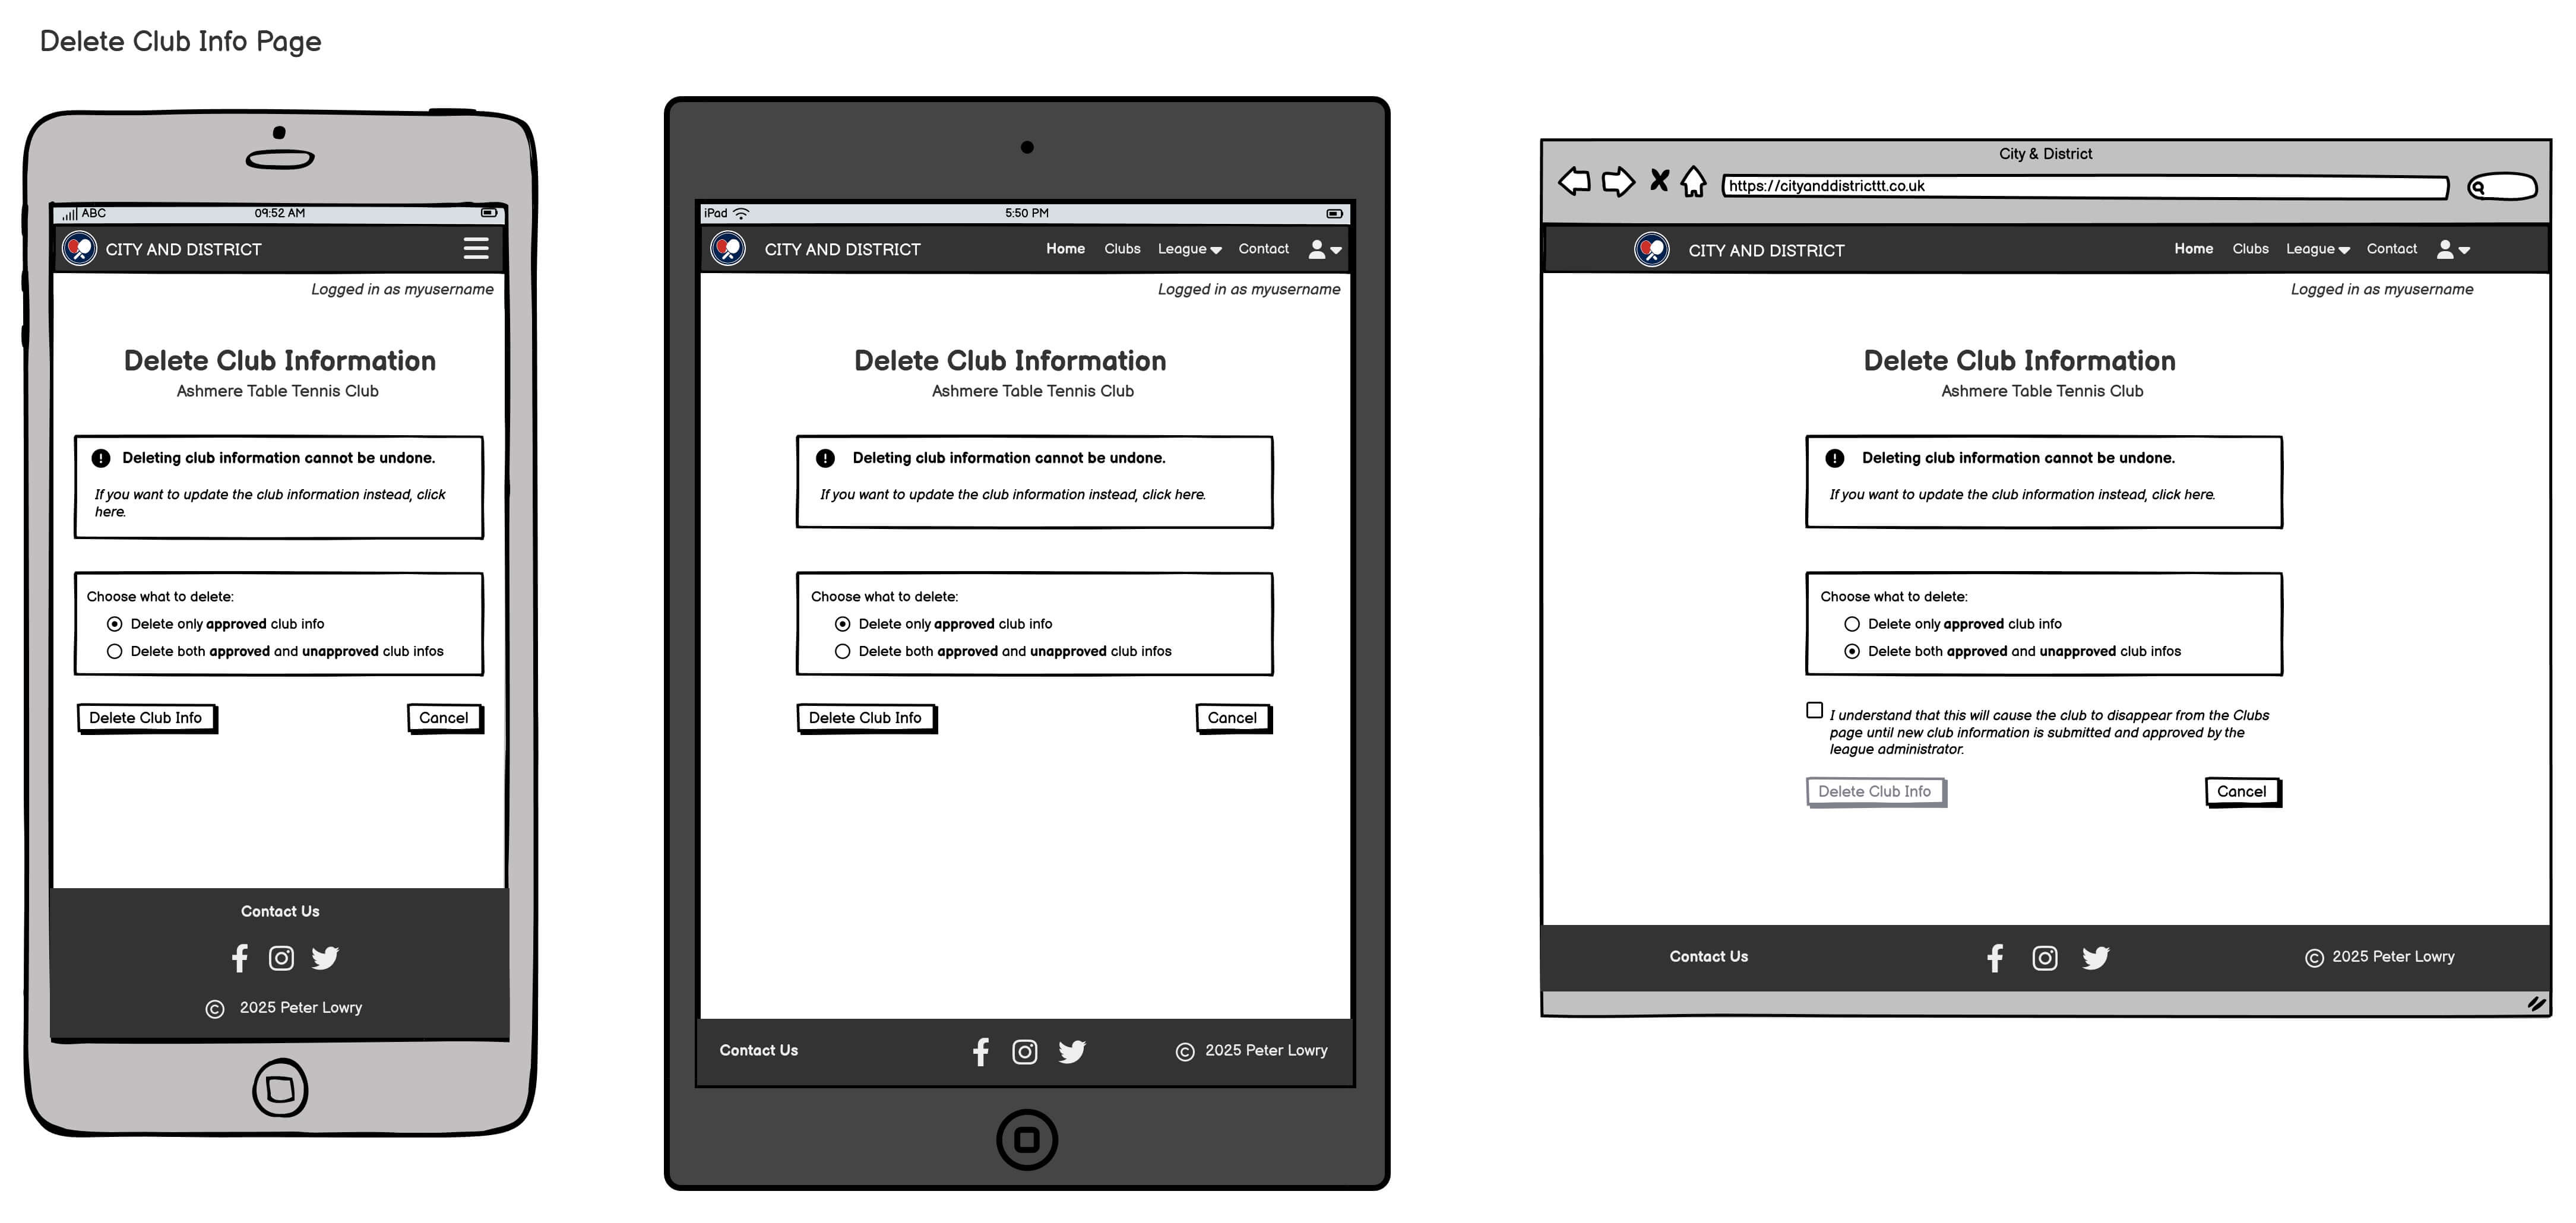 Delete Club Info Page
ABC
09:52 AM
CITY AND DISTRICT
Logged in as myusername
Delete Club Information
Ashmere Table Tennis Club
Deleting club information cannot be undone.
If you want to update the club information instead, click
here.
Choose what to delete:
Delete only approved club info
Delete both approved and unapproved club infos
Delete Club Info
Cancel
Contact Us
© 2025 Peter Lowry
iPad
5:50 PM
CITY AND DISTRICT
Home
Clubs
League
Contact
Logged in as myusername
Delete Club Information
Ashmere Table Tennis Club
Deleting club information cannot be undone.
If you want to update the club information instead, click here.
Choose what to delete:
Delete only approved club info
Delete both approved and unapproved club infos
Delete Club Info
Cancel
Contact Us
© 2025 Peter Lowry
City & District
https://cityanddistricttt.co.uk
CITY AND DISTRICT
Home
Clubs
League
Contact
Logged in as myusername
Delete Club Information
Ashmere Table Tennis Club
Deleting club information cannot be undone.
If you want to update the club information instead, click here.
Choose what to delete:
Delete only approved club info
Delete both approved and unapproved club infos
I understand that this will cause the club to disappear from the Clubs
page until new club information is submitted and approved by the
league administrator.
Delete Club Info
Cancel
Contact Us
© 2025 Peter Lowry